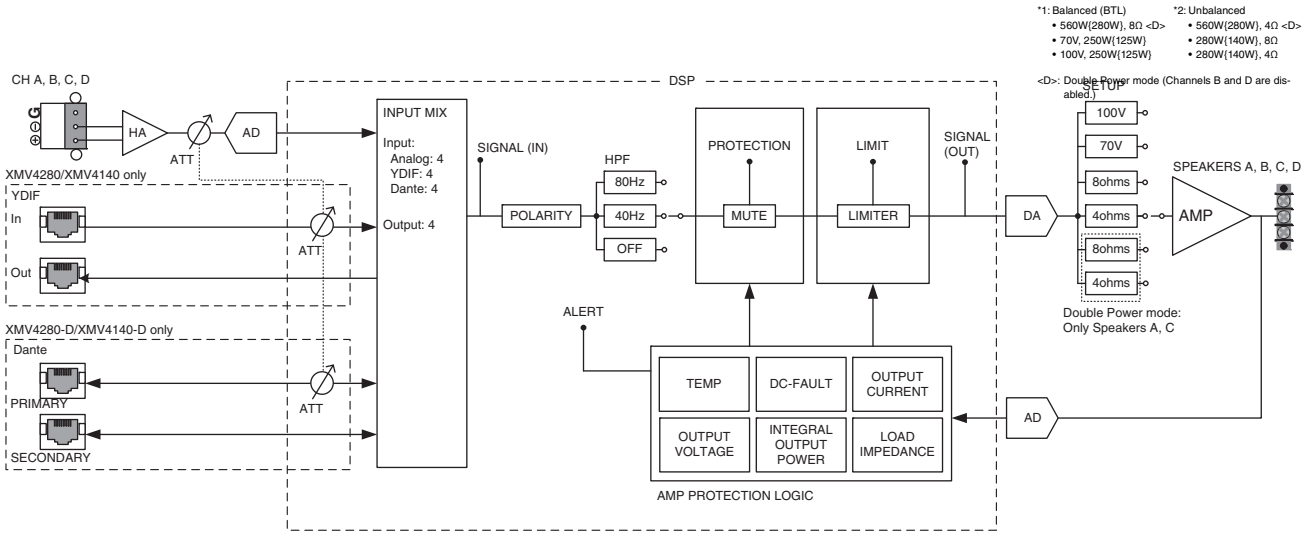 *1: Balanced (BTL)
• 560W{280W}, 8Ω <D>
• 70V, 250W{125W}
• 100V, 250W{125W}
*2: Unbalanced
• 560W{280W}, 4Ω <D>
• 280W{140W}, 8Ω
• 280W{140W}, 4Ω
<D>: Double Power mode (Channels B and D are dis-
abled.)
CH A, B, C, D
G
HA
ATT
AD
XMV4280/XMV4140 only
YDIF
In
ATT
Out
XMV4280-D/XMV4140-D only
Dante
PRIMARY
ATT
SECONDARY
DSP
INPUT MIX
Input:
Analog: 4
YDIF: 4
Dante: 4
Output: 4
SIGNAL (IN)
POLARITY
HPF
80Hz
40Hz
OFF
PROTECTION
MUTE
LIMIT
LIMITER
SIGNAL
(OUT)
ALERT
TEMP
DC-FAULT
OUTPUT
CURRENT
OUTPUT
VOLTAGE
INTEGRAL
OUTPUT
POWER
LOAD
IMPEDANCE
AMP PROTECTION LOGIC
DA
AD
SETUP
100V
70V
8ohms
4ohms
8ohms
4ohms
Double Power mode:
Only Speakers A, C
AMP
SPEAKERS A, B, C, D